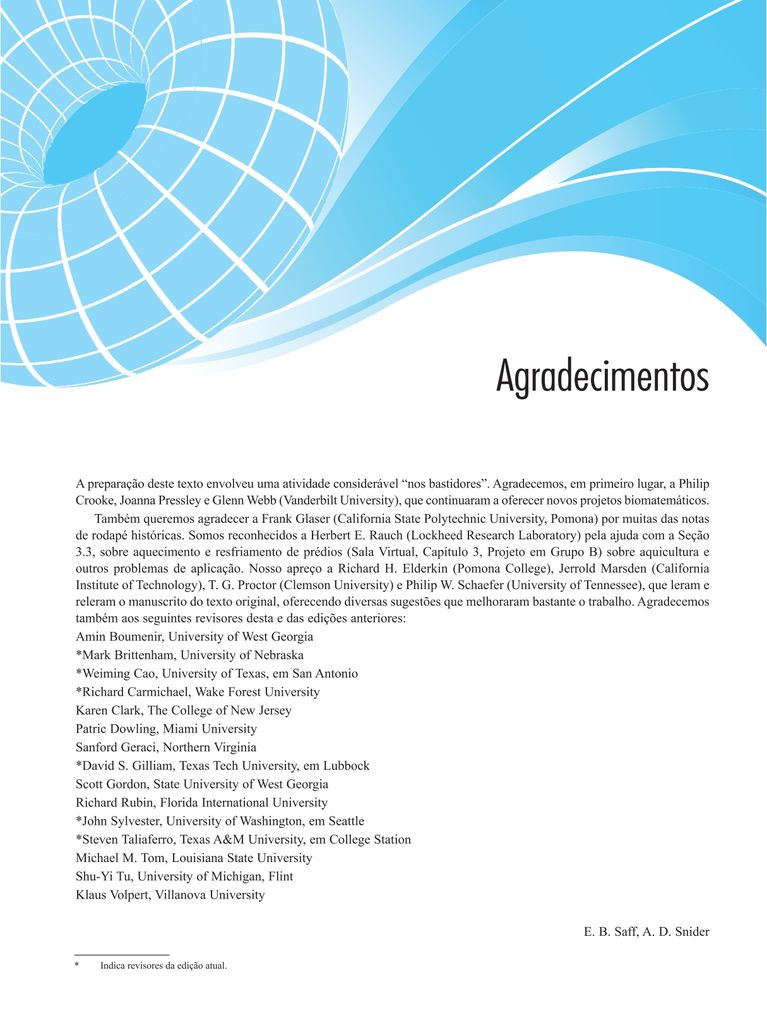 Agradecimentos
A preparação deste texto envolveu uma atividade considerável “nos bastidores”. Agradecemos, em primeiro lugar, a Philip
Crooke, Joanna Pressley e Glenn Webb (Vanderbilt University), que continuaram a oferecer novos projetos biomatemáticos.
Também queremos agradecer a Frank Glaser (California State Polytechnic University, Pomona) por muitas das notas
de rodapé históricas. Somos reconhecidos a Herbert E. Rauch (Lockheed Research Laboratory) pela ajuda com a Seção
3.3, sobre aquecimento e resfriamento de prédios (Sala Virtual, Capítulo 3, Projeto em Grupo B) sobre aquicultura e
outros problemas de aplicação. Nosso apreço a Richard H. Elderkin (Pomona College), Jerrold Marsden (California
Institute of Technology), T. G. Proctor (Clemson University) e Philip W. Schaefer (University of Tennessee), que leram e
releram o manuscrito do texto original, oferecendo diversas sugestões que melhoraram bastante o trabalho. Agradecemos
também aos seguintes revisores desta e das edições anteriores:
Amin Boumenir, University of West Georgia
*Mark Brittenham, University of Nebraska
*Weiming Cao, University of Texas, em San Antonio
*Richard Carmichael, Wake Forest University
Karen Clark, The College of New Jersey
Patric Dowling, Miami University
Sanford Geraci, Northern Virginia
*David S. Gilliam, Texas Tech University, em Lubbock
Scott Gordon, State University of West Georgia
Richard Rubin, Florida International University
*John Sylvester, University of Washington, em Seattle
*Steven Taliaferro, Texas A&M University, em College Station
Michael M. Tom, Louisiana State University
Shu-Yi Tu, University of Michigan, Flint
Klaus Volpert, Villanova University
E. B. Saff, A. D. Snider
* Indica revisores da edição atual.